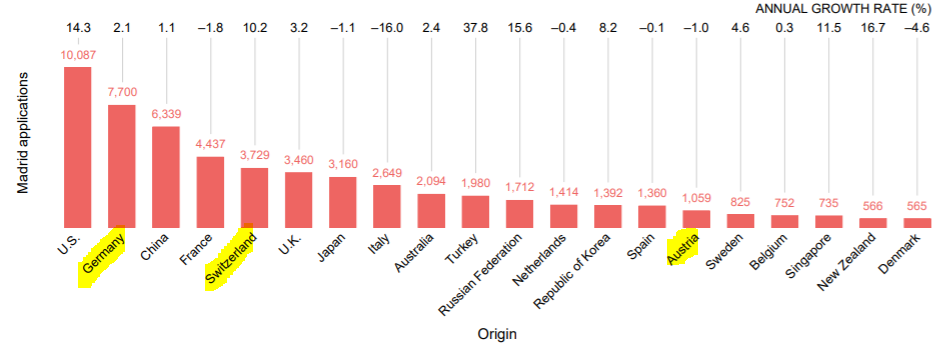 ANNUAL GROWTH RATE (%)
14.3 2.1 1.1 –1.8 10.2 3.2 –1.1 –16.0 2.4 37.8 15.6 –0.4 8.2 –0.1 –1.0 4.6 0.3 11.5 16.7 –4.6
10,087 7,700 6,339 4,437 3,729 3,460 3,160 2,649 2,094 1,980 1,712 1,414 1,392 1,360 1,059 825 752 735 566 565
Madrid applications
U.S. Germany China France Switzerland U.K. Japan Italy Australia Turkey Russian Federation Netherlands Republic of Korea Spain Austria Sweden Belgium Singapore New Zealand Denmark
Origin